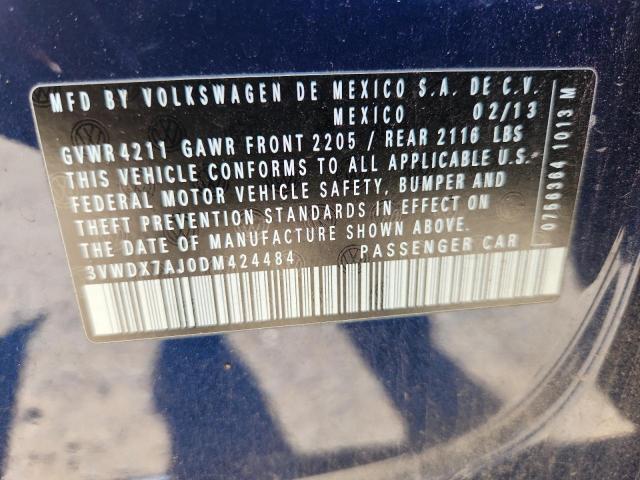 MFD BY VOLKSWAGEN DE MEXICO S.A. DE C.V.
MEXICO 02/13
GVWR 4211 GAWR FRONT 2205 / REAR 2116 LBS
THIS VEHICLE CONFORMS TO ALL APPLICABLE U.S.
FEDERAL MOTOR VEHICLE SAFETY, BUMPER AND
THEFT PREVENTION STANDARDS IN EFFECT ON
THE DATE OF MANUFACTURE SHOWN ABOVE.
3VWDX7AJ0DM424484 PASSENGER CAR
0766364 1013 M